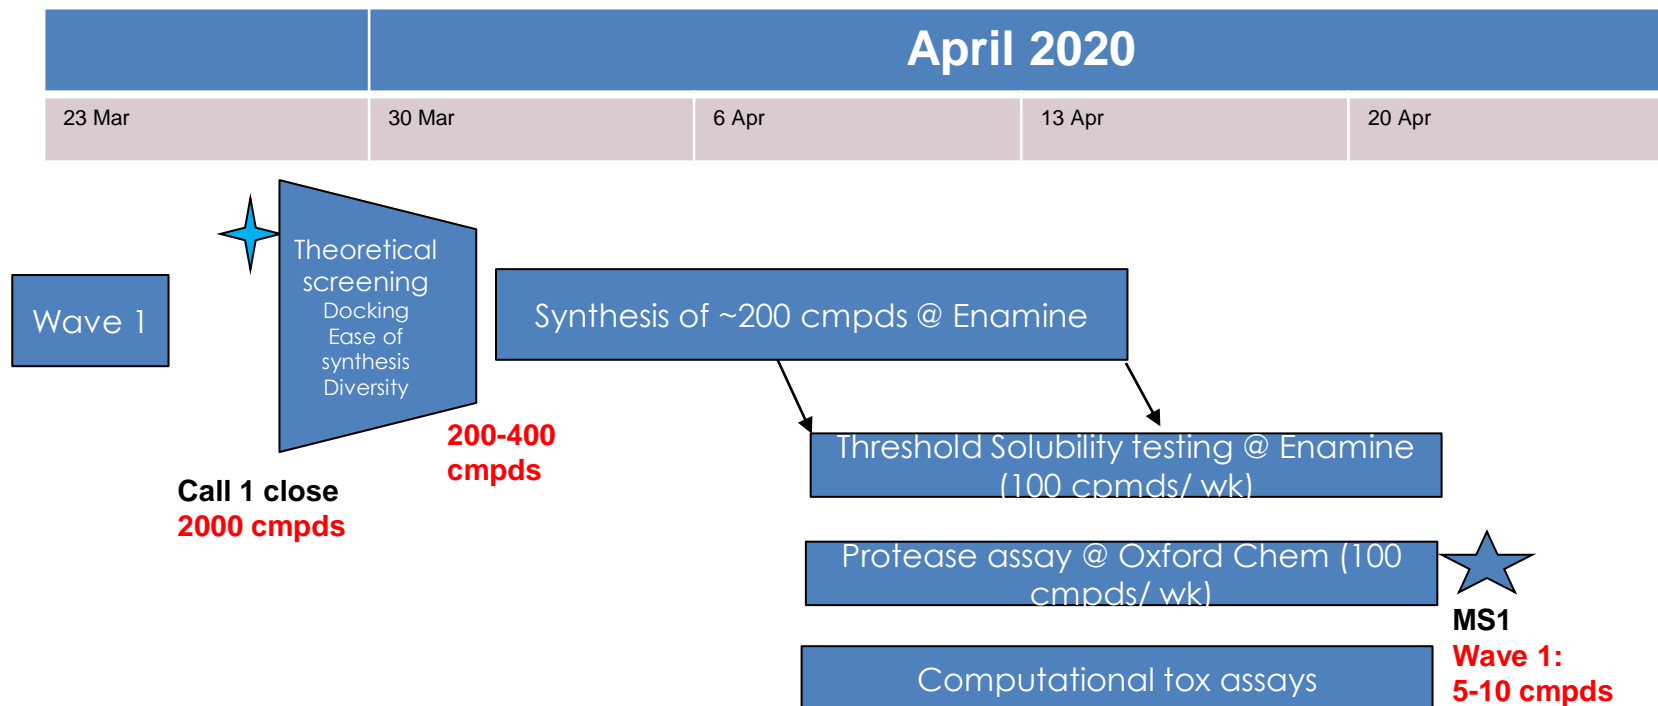 April 2020
23 Mar
30 Mar
6 Apr
13 Apr
20 Apr
Wave 1
Theoretical
screening
Docking
Ease of
synthesis
Diversity
Synthesis of ~200 cmpds @ Enamine
200-400
cmpds
Call 1 close
2000 cmpds
Threshold Solubility testing @ Enamine
(100 cpmds/ wk)
Protease assay @ Oxford Chem (100
cmpds/ wk)
MS1
Wave 1:
5-10 cmpds
Computational tox assays